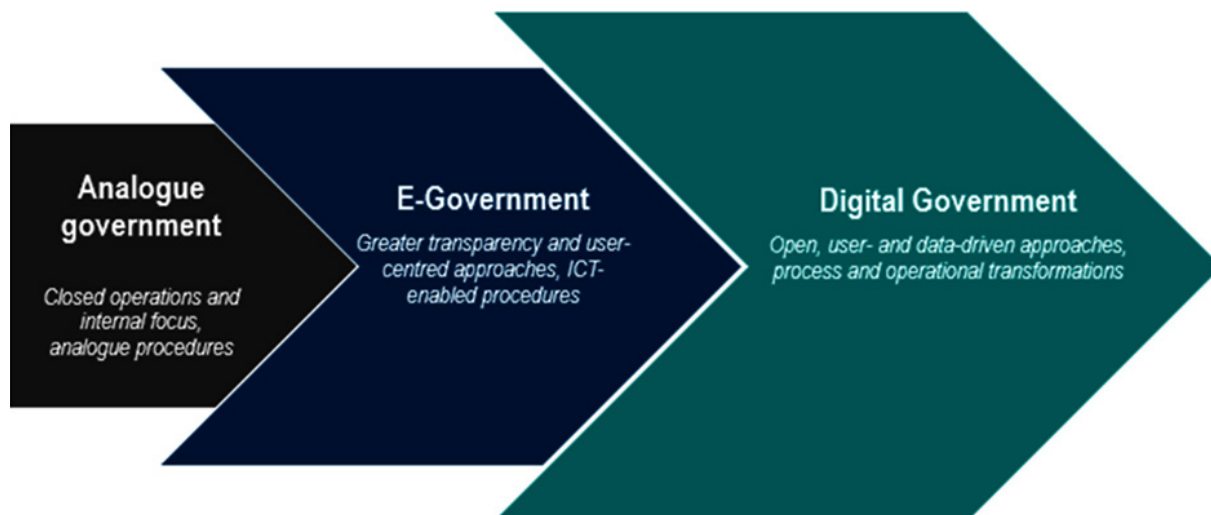 Analogue
government
Closed operations and
internal focus,
analogue procedures
E-Government
Greater transparency and user-
centred approaches, ICT-
enabled procedures
Digital Government
Open, user- and data-driven approaches,
process and operational transformations